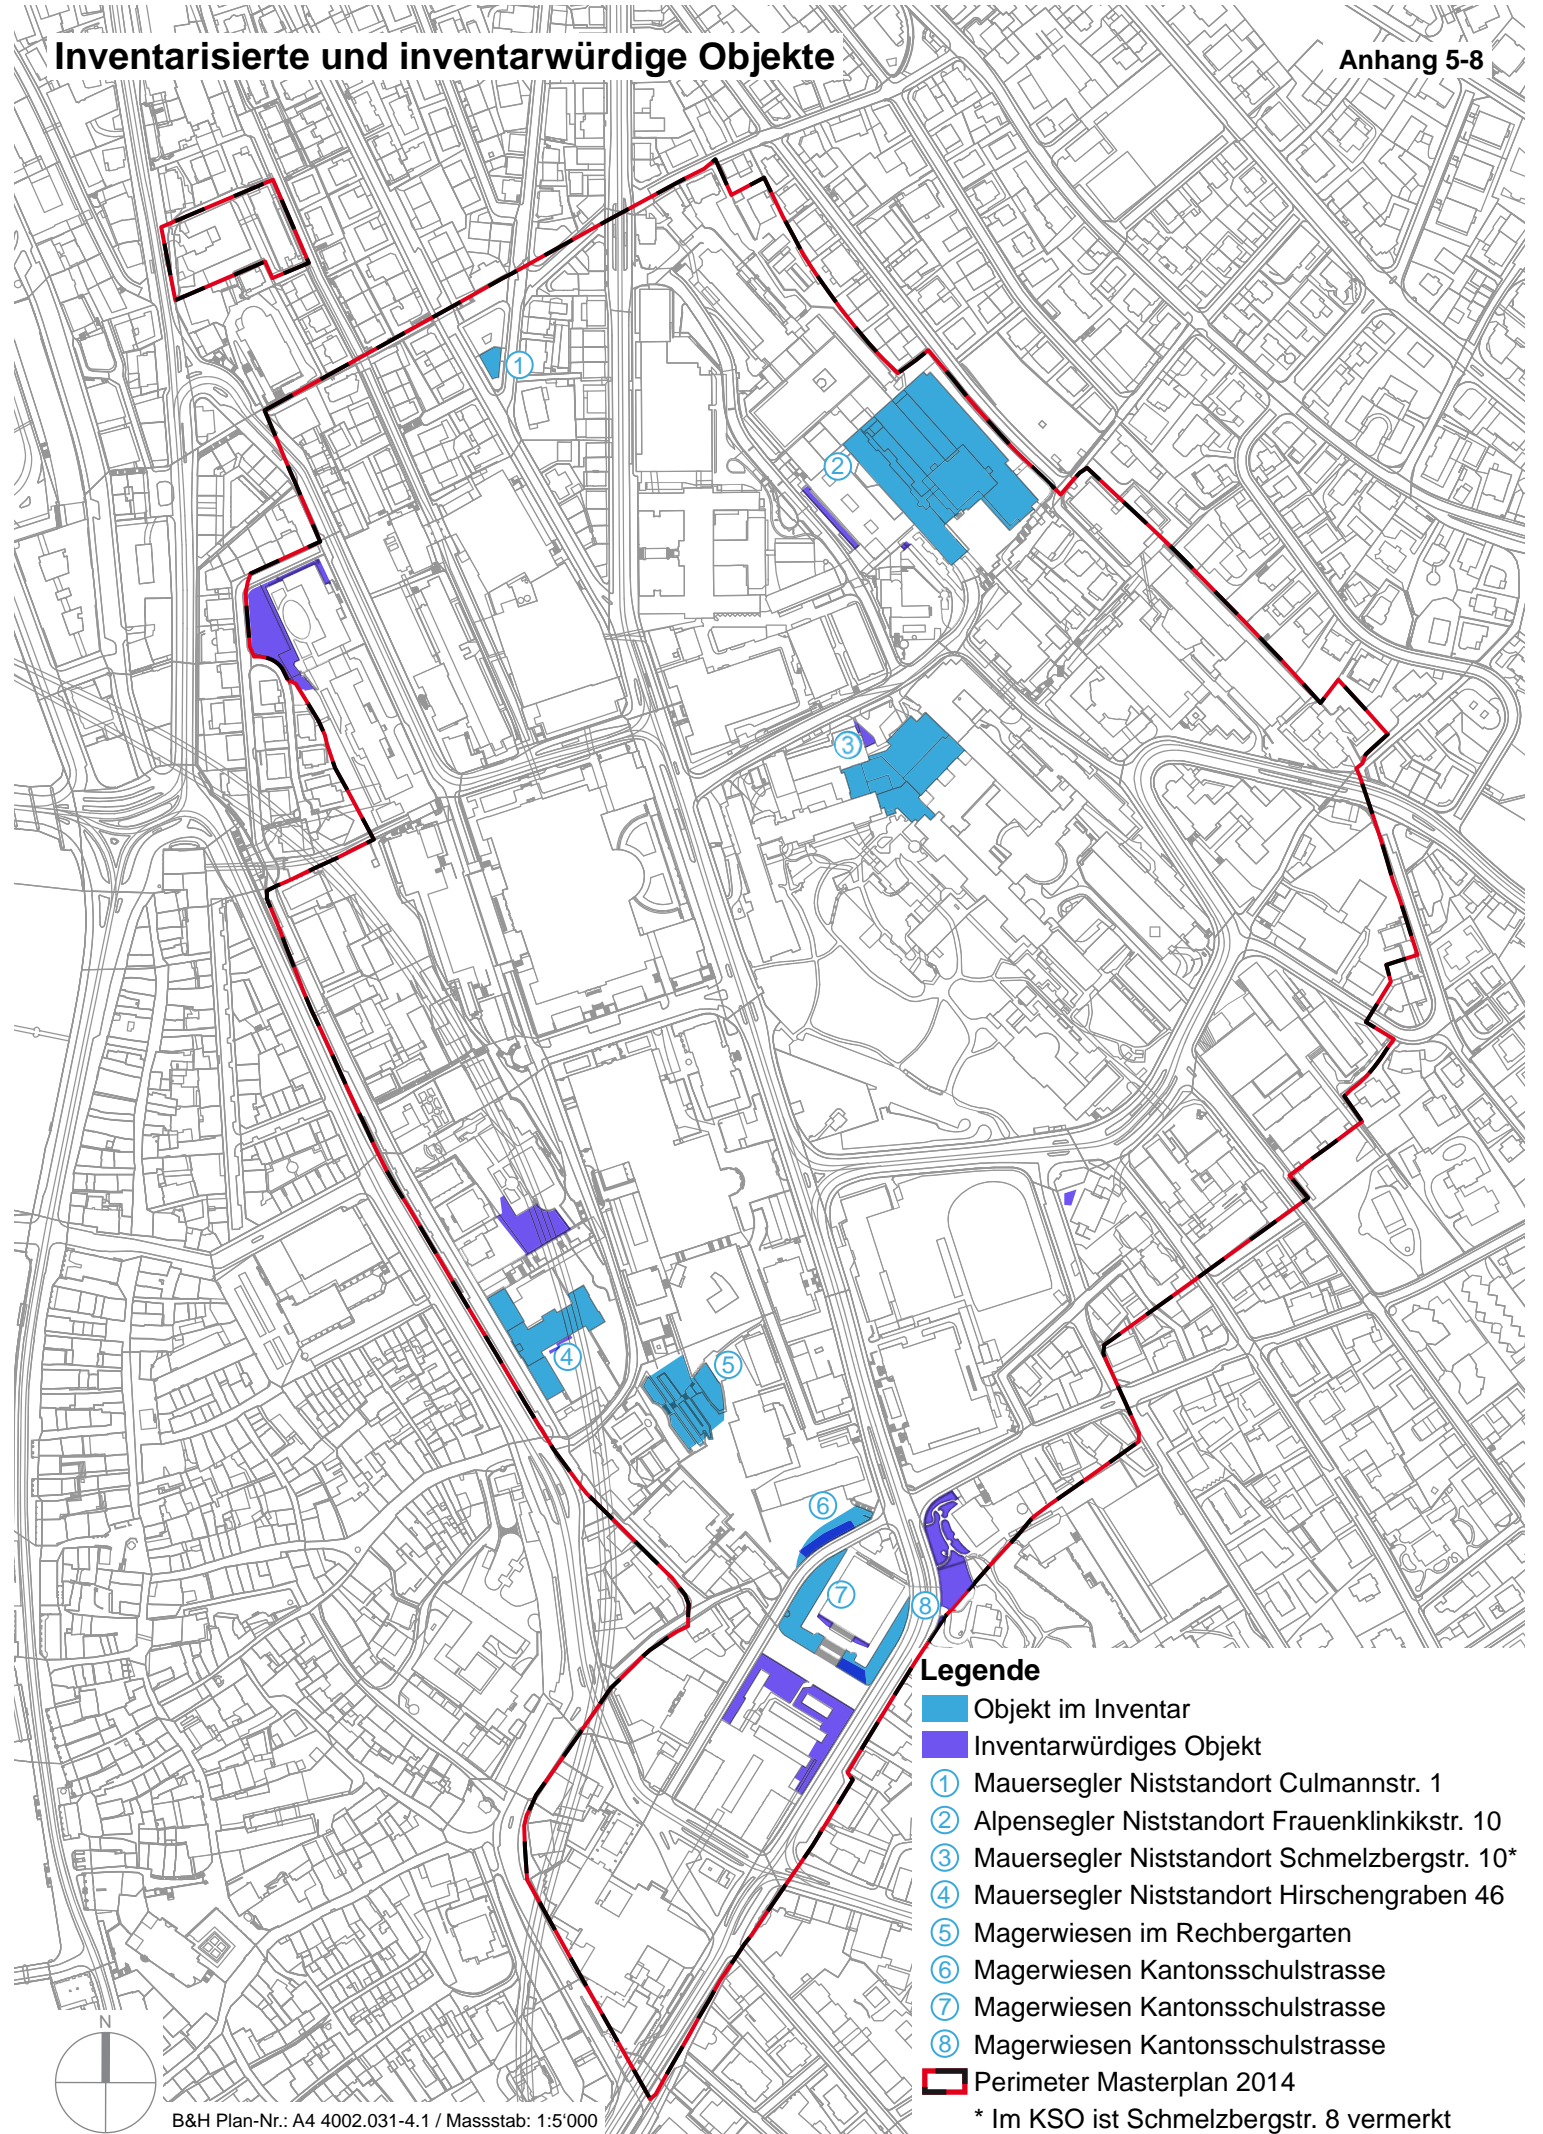 Inventarisierte und inventarwürdige Objekte
Anhang 5-8
1
2
3
4
5
6
7
8
Legende
Objekt im Inventar
Inventarwürdiges Objekt
1 Mauersegler Niststandort Culmannstr. 1
2 Alpensegler Niststandort Frauenklinkikstr. 10
3 Mauersegler Niststandort Schmelzbergstr. 10*
4 Mauersegler Niststandort Hirschengraben 46
5 Magerwiesen im Rechbergarten
6 Magerwiesen Kantonsschulstrasse
7 Magerwiesen Kantonsschulstrasse
8 Magerwiesen Kantonsschulstrasse
Perimeter Masterplan 2014
* Im KSO ist Schmelzbergstr. 8 vermerkt
N
B&H Plan-Nr.: A4 4002.031-4.1 / Massstab: 1:5'000